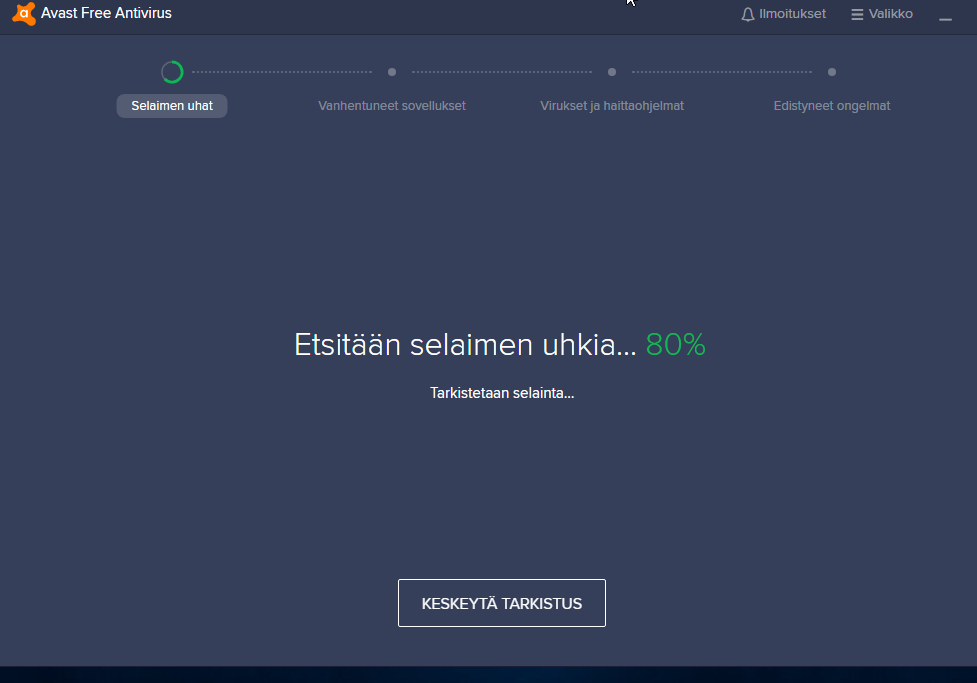 Avast Free Antivirus
Ilmoitukset
Valikko
Selaimen uhat
Vanhentuneet sovellukset
Virukset ja haittaohjelmat
Edistyneet ongelmat
Etsitään selaimen uhkia... 80%
Tarkistetaan selainta...
KESKEYTÄ TARKISTUS